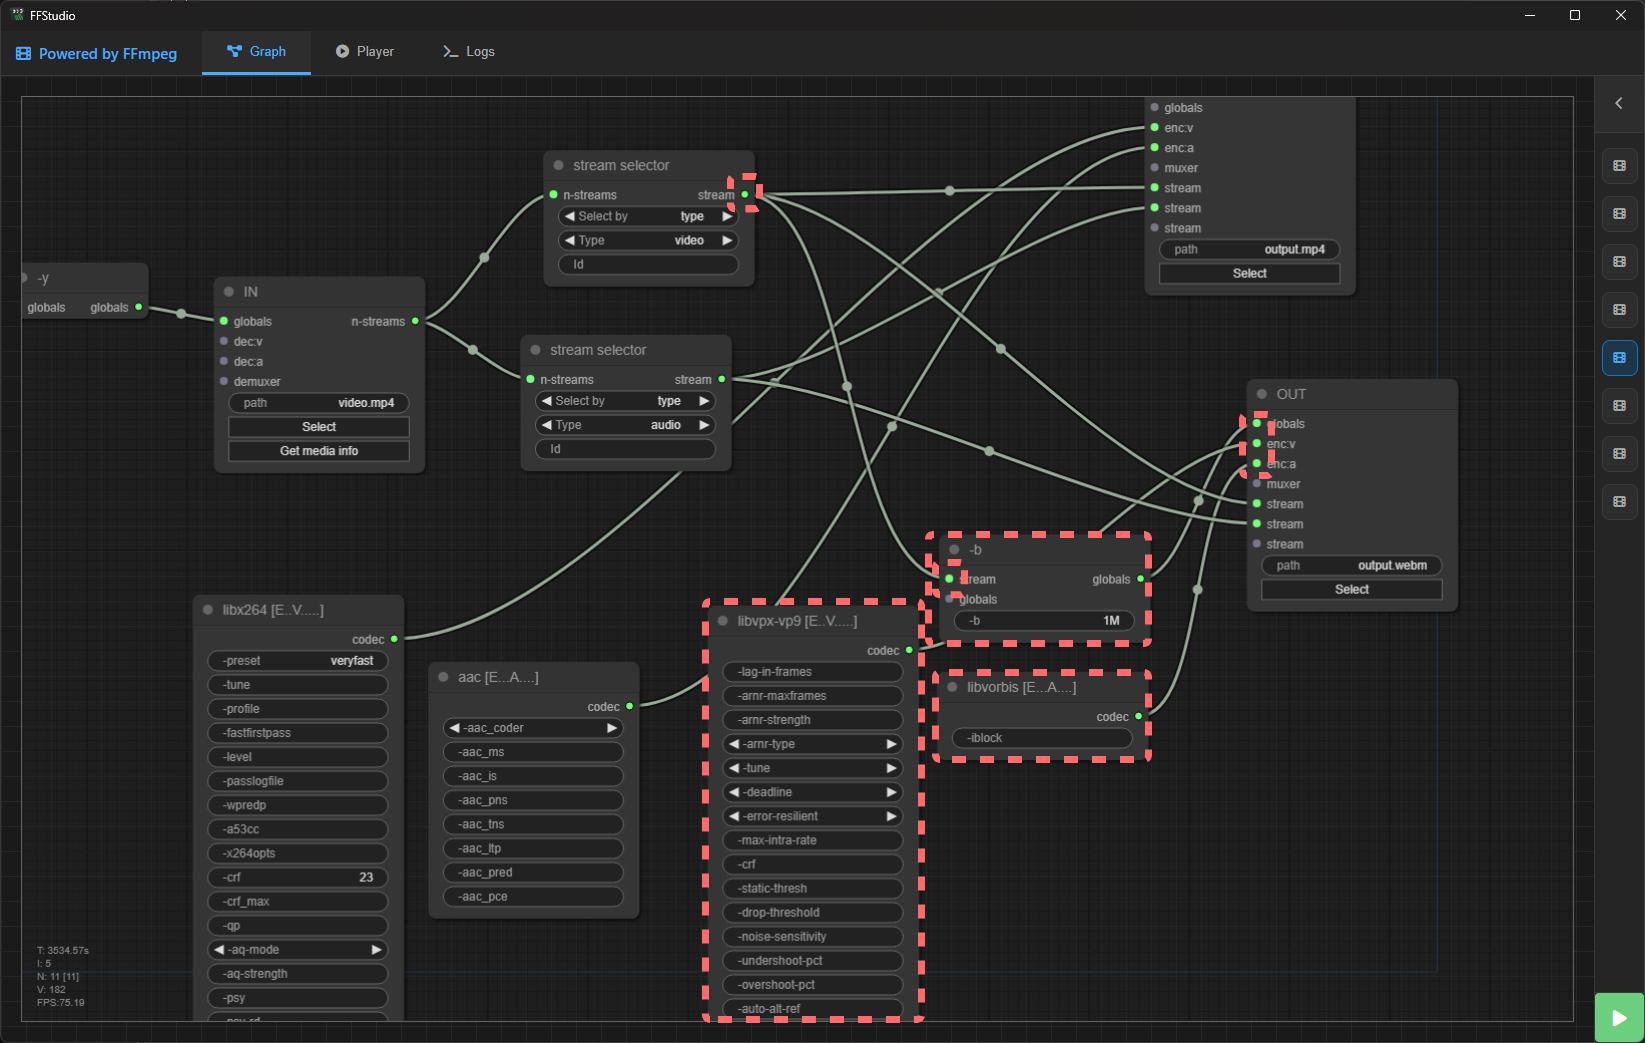 FFStudio
Powered by FFmpeg
Graph
Player
Logs
-y
globals globals
IN
globals n-streams
dec:v
dec:a
demuxer
path video.mp4
Select
Get media info
stream selector
n-streams stream
Select by type
Type video
Id
stream selector
n-streams stream
Select by type
Type audio
Id
globals
enc:v
enc:a
muxer
stream
stream
stream
path output.mp4
Select
OUT
globals
enc:v
enc:a
muxer
stream
stream
stream
path output.webm
Select
-b
stream globals
globals
-b 1M
libx264 [E..V.....]
codec
-preset veryfast
-tune
-profile
-fastfirstpass
-level
-passlogfile
-wpredp
-a53cc
-x264opts
-crf 23
-crf_max
-qp
-aq-mode
-aq-strength
-psy
-psy-rd
aac [E...A....]
codec
-aac_coder
-aac_ms
-aac_is
-aac_pns
-aac_tns
-aac_ltp
-aac_pred
-aac_pce
libvpx-vp9 [E..V.....]
codec
-lag-in-frames
-arnr-maxframes
-arnr-strength
-arnr-type
-tune
-deadline
-error-resilient
-max-intra-rate
-crf
-static-thresh
-drop-threshold
-noise-sensitivity
-undershoot-pct
-overshoot-pct
-auto-alt-ref
libvorbis [E...A....]
codec
-iblock
T: 3534.57s
I: 5
N: 11 [11]
V: 182
FPS:75.19